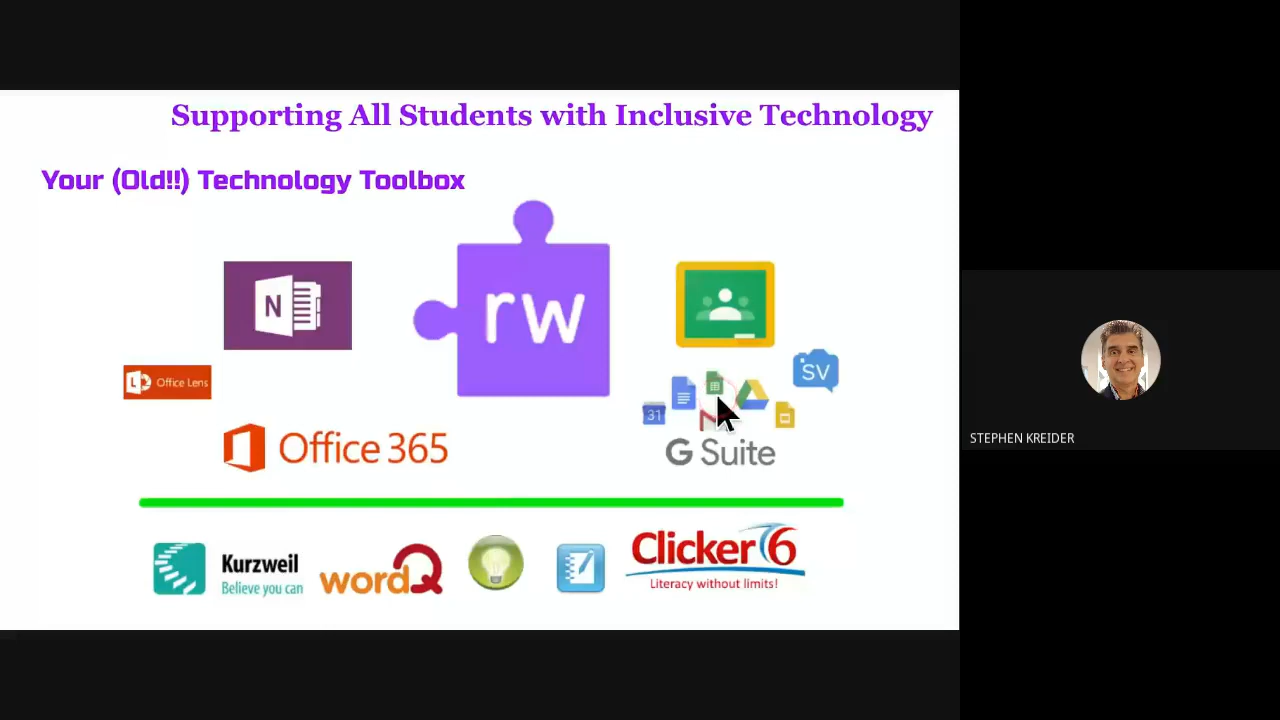 Supporting All Students with Inclusive Technology
Your (Old!!) Technology Toolbox
rw
N
SV
Office Lens
31
G Suite
Office 365
STEPHEN KREIDER
Kurzweil
Believe you can
wordQ
Clicker 6
Literacy without limits!